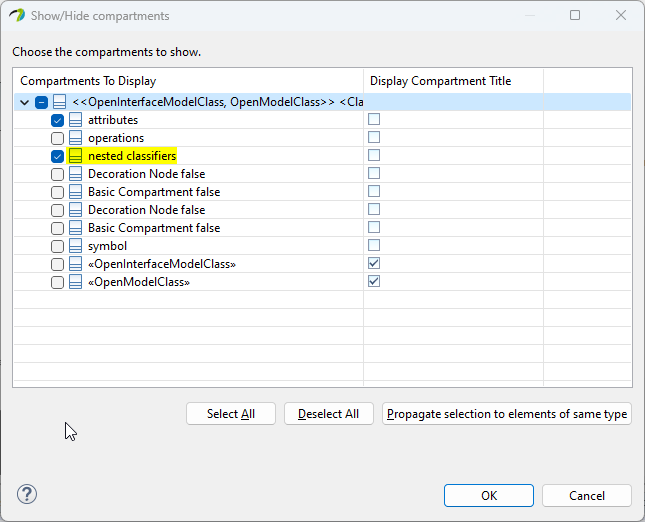 Show/Hide compartments
Choose the compartments to show.
Compartments To Display Display Compartment Title
<<OpenInterfaceModelClass, OpenModelClass>> <Cla
attributes
operations
nested classifiers
Decoration Node false
Basic Compartment false
Decoration Node false
Basic Compartment false
symbol
«OpenInterfaceModelClass»
«OpenModelClass»
Select All Deselect All Propagate selection to elements of same type
? OK Cancel